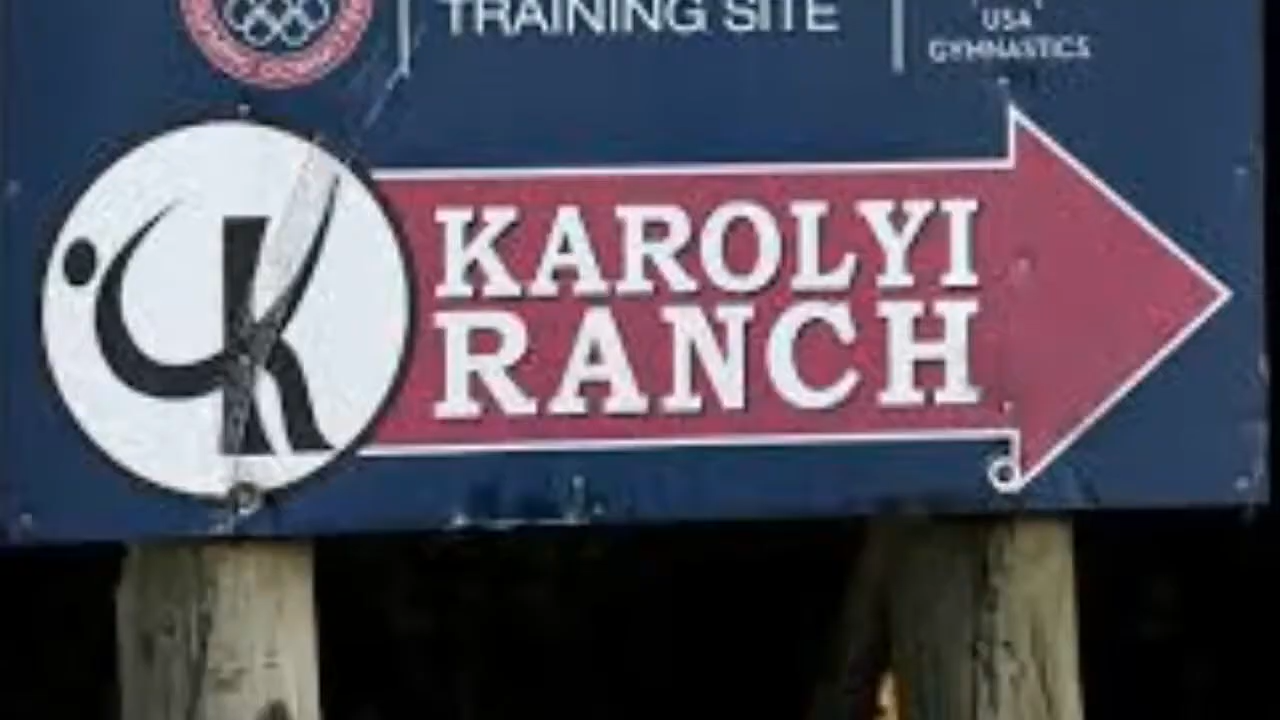 TRAINING SITE
USA
GYMNASTICS
KAROLYI
RANCH